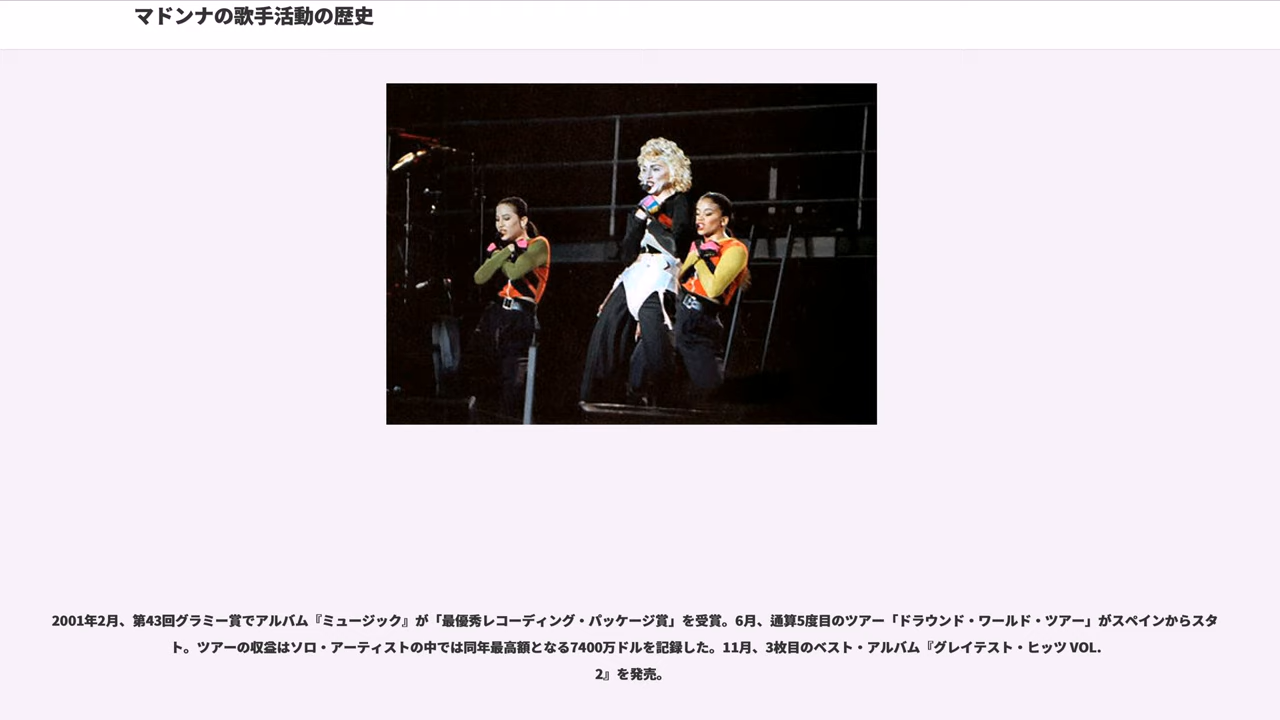 マドンナの歌手活動の歴史
2001年2月、第43回グラミー賞でアルバム『ミュージック』が「最優秀レコーディング・パッケージ賞」を受賞。6月、通算5度目のツアー「ドラウンド・ワールド・ツアー」がスペインからスタ
ト。ツアーの収益はソロ・アーティストの中では同年最高額となる7400万ドルを記録した。11月、3枚目のベスト・アルバム『グレイテスト・ヒッツ VOL.
2』を発売。